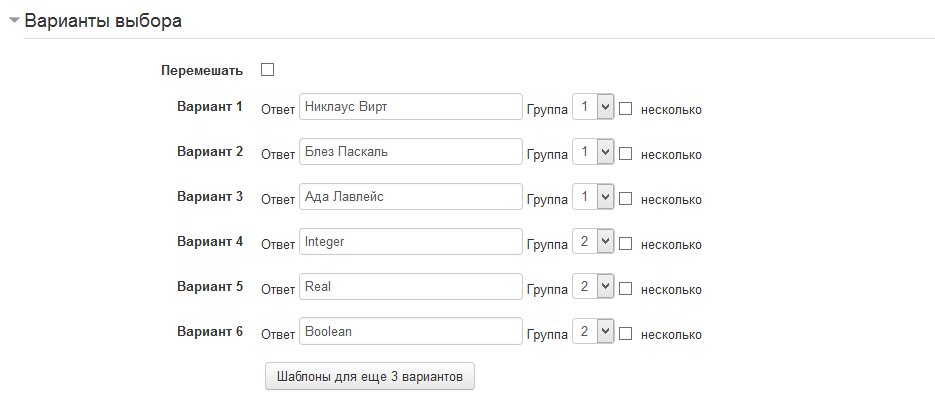 Варианты выбора
Перемешать
Вариант 1 Ответ Никлаус Вирт Группа 1 несколько
Вариант 2 Ответ Блез Паскаль Группа 1 несколько
Вариант 3 Ответ Ада Лавлейс Группа 1 несколько
Вариант 4 Ответ Integer Группа 2 несколько
Вариант 5 Ответ Real Группа 2 несколько
Вариант 6 Ответ Boolean Группа 2 несколько
Шаблоны для еще 3 вариантов